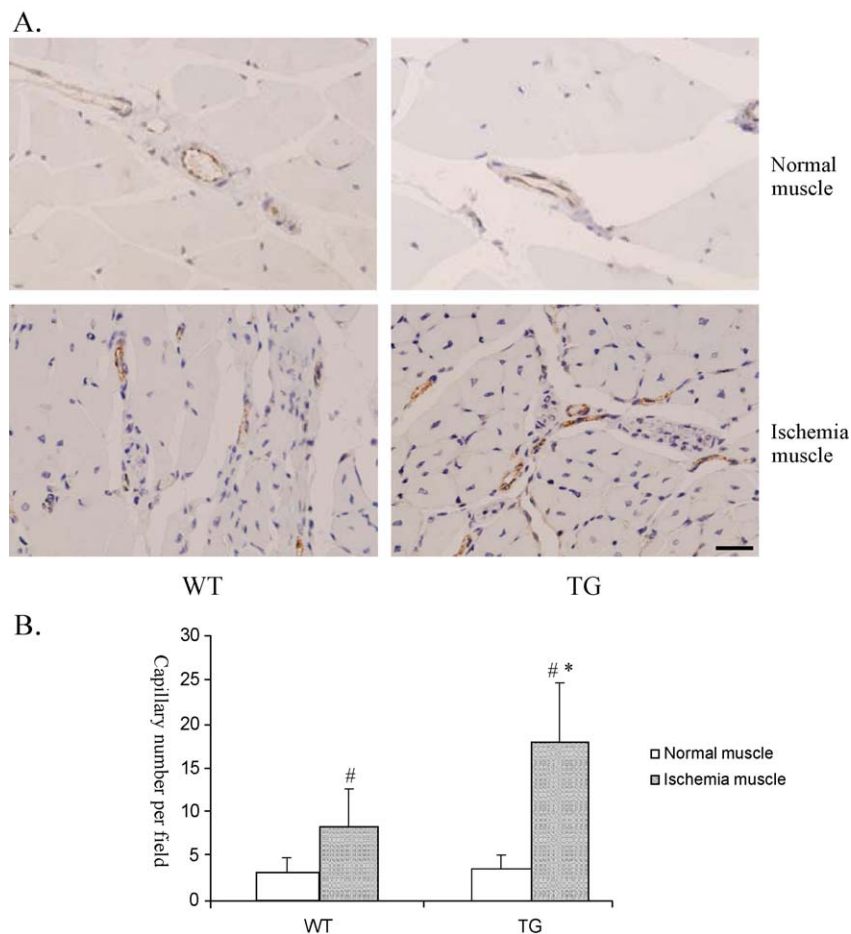 A.
Normal
muscle
Ischemia
muscle
WT TG
B.
Capillary number per field
30
25
20
15
10
5
0
#
# *
Normal muscle
Ischemia muscle
WT TG